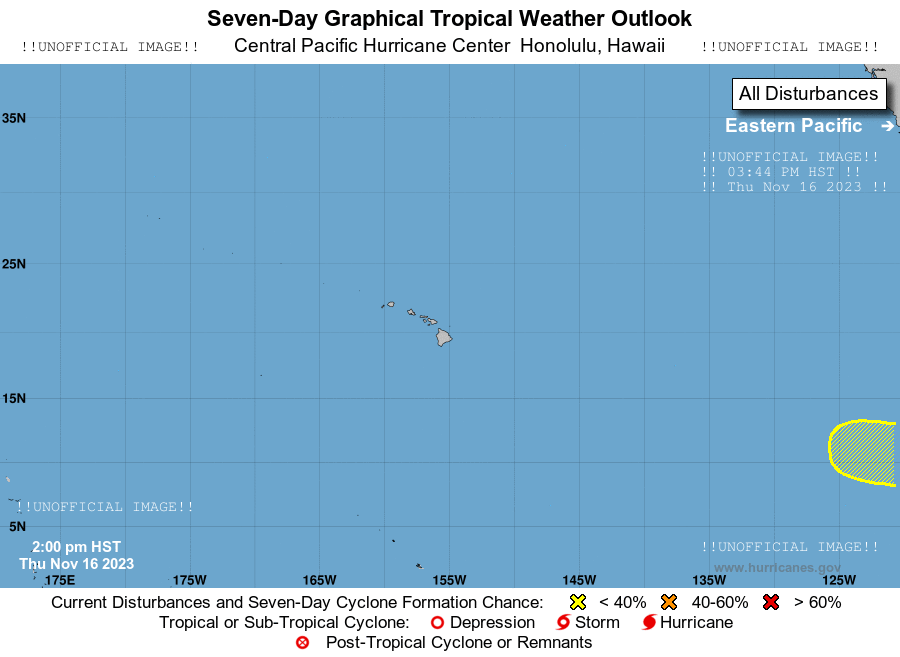 Seven-Day Graphical Tropical Weather Outlook
!!UNOFFICIAL IMAGE!! Central Pacific Hurricane Center Honolulu, Hawaii !!UNOFFICIAL IMAGE!!
All Disturbances
35N
Eastern Pacific ➔
!!UNOFFICIAL IMAGE!!
!! 03:44 PM HST !!
!! Thu Nov 16 2023 !!
25N
15N
!!UNOFFICIAL IMAGE!!
5N
2:00 pm HST
Thu Nov 16 2023
!!UNOFFICIAL IMAGE!!
www.hurricanes.gov
175E 175W 165W 155W 145W 135W 125W
Current Disturbances and Seven-Day Cyclone Formation Chance: < 40% 40-60% > 60%
Tropical or Sub-Tropical Cyclone: Depression Storm Hurricane
Post-Tropical Cyclone or Remnants